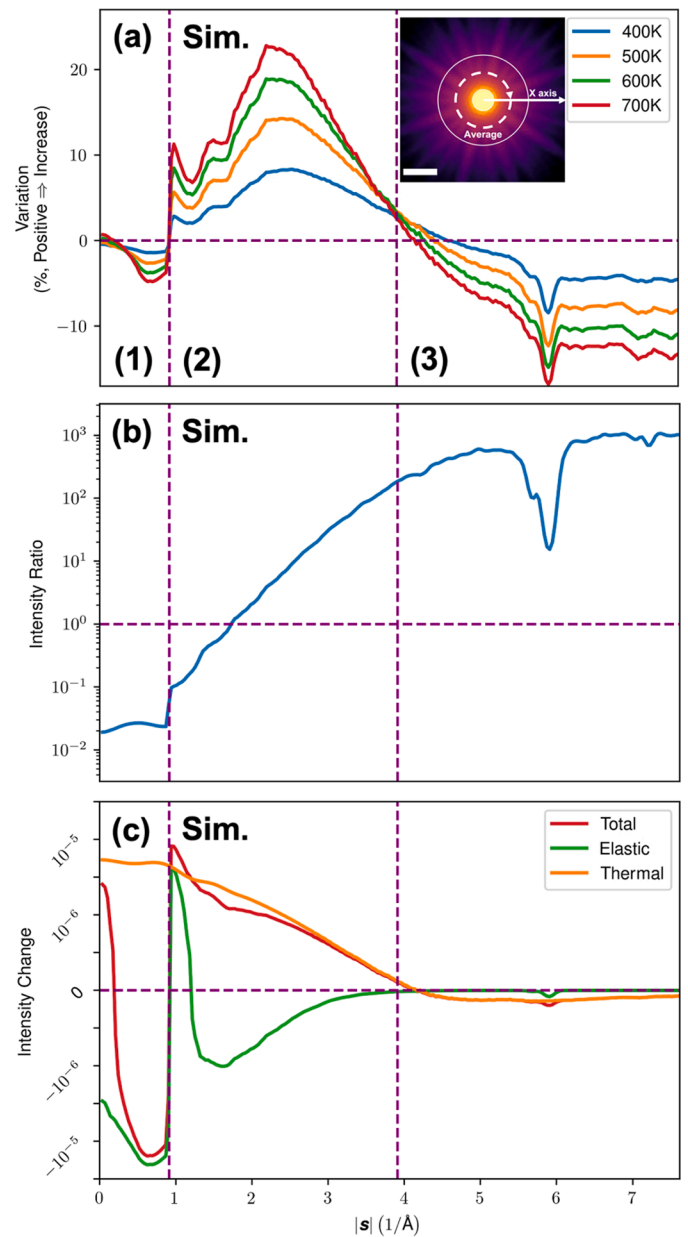 (a) Sim.
X axis
Average
400K
500K
600K
700K
20
10
0
−10
Variation
(%, Positive ⇒ Increase)
(1) (2) (3)
(b) Sim.
10³
10²
10¹
10⁰
10⁻¹
10⁻²
Intensity Ratio
(c) Sim.
Total
Elastic
Thermal
10⁻⁵
10⁻⁶
0
−10⁻⁶
−10⁻⁵
Intensity Change
0 1 2 3 4 5 6 7
|s| (1/Å)